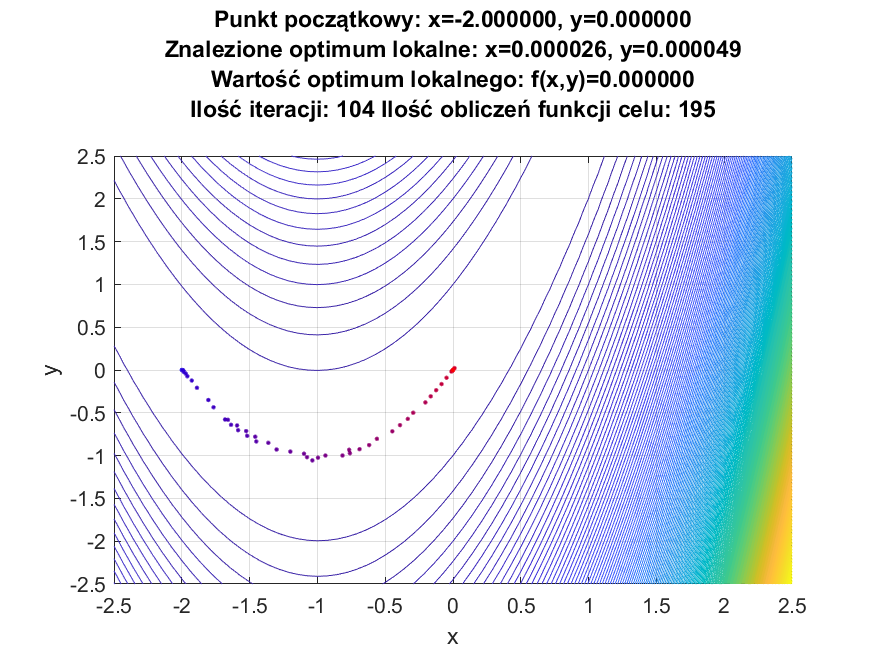 Punkt początkowy: x=-2.000000, y=0.000000
Znalezione optimum lokalne: x=0.000026, y=0.000049
Wartość optimum lokalnego: f(x,y)=0.000000
Ilość iteracji: 104 Ilość obliczeń funkcji celu: 195
2.5
2
1.5
1
0.5
0
-0.5
-1
-1.5
-2
-2.5
y
-2.5 -2 -1.5 -1 -0.5 0 0.5 1 1.5 2 2.5
x